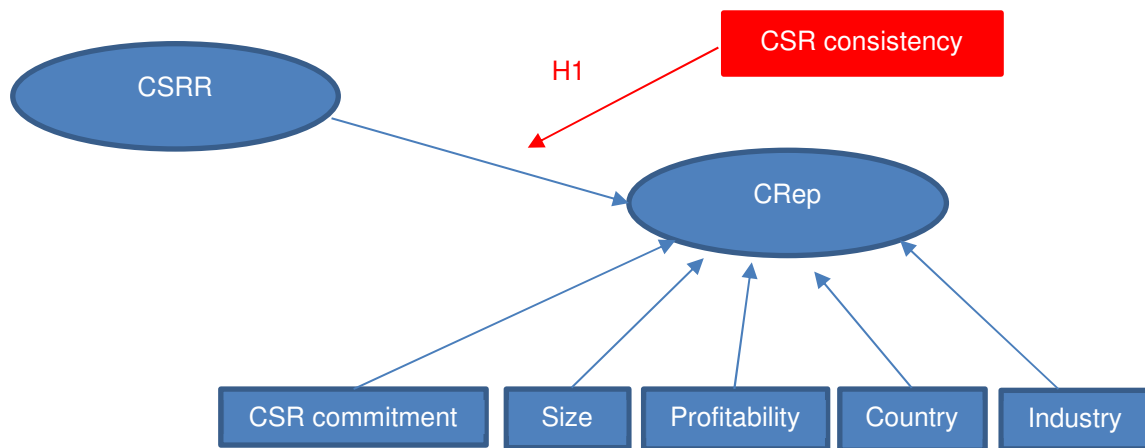 CSR consistency
H1
CSRR
CRep
CSR commitment
Size
Profitability
Country
Industry